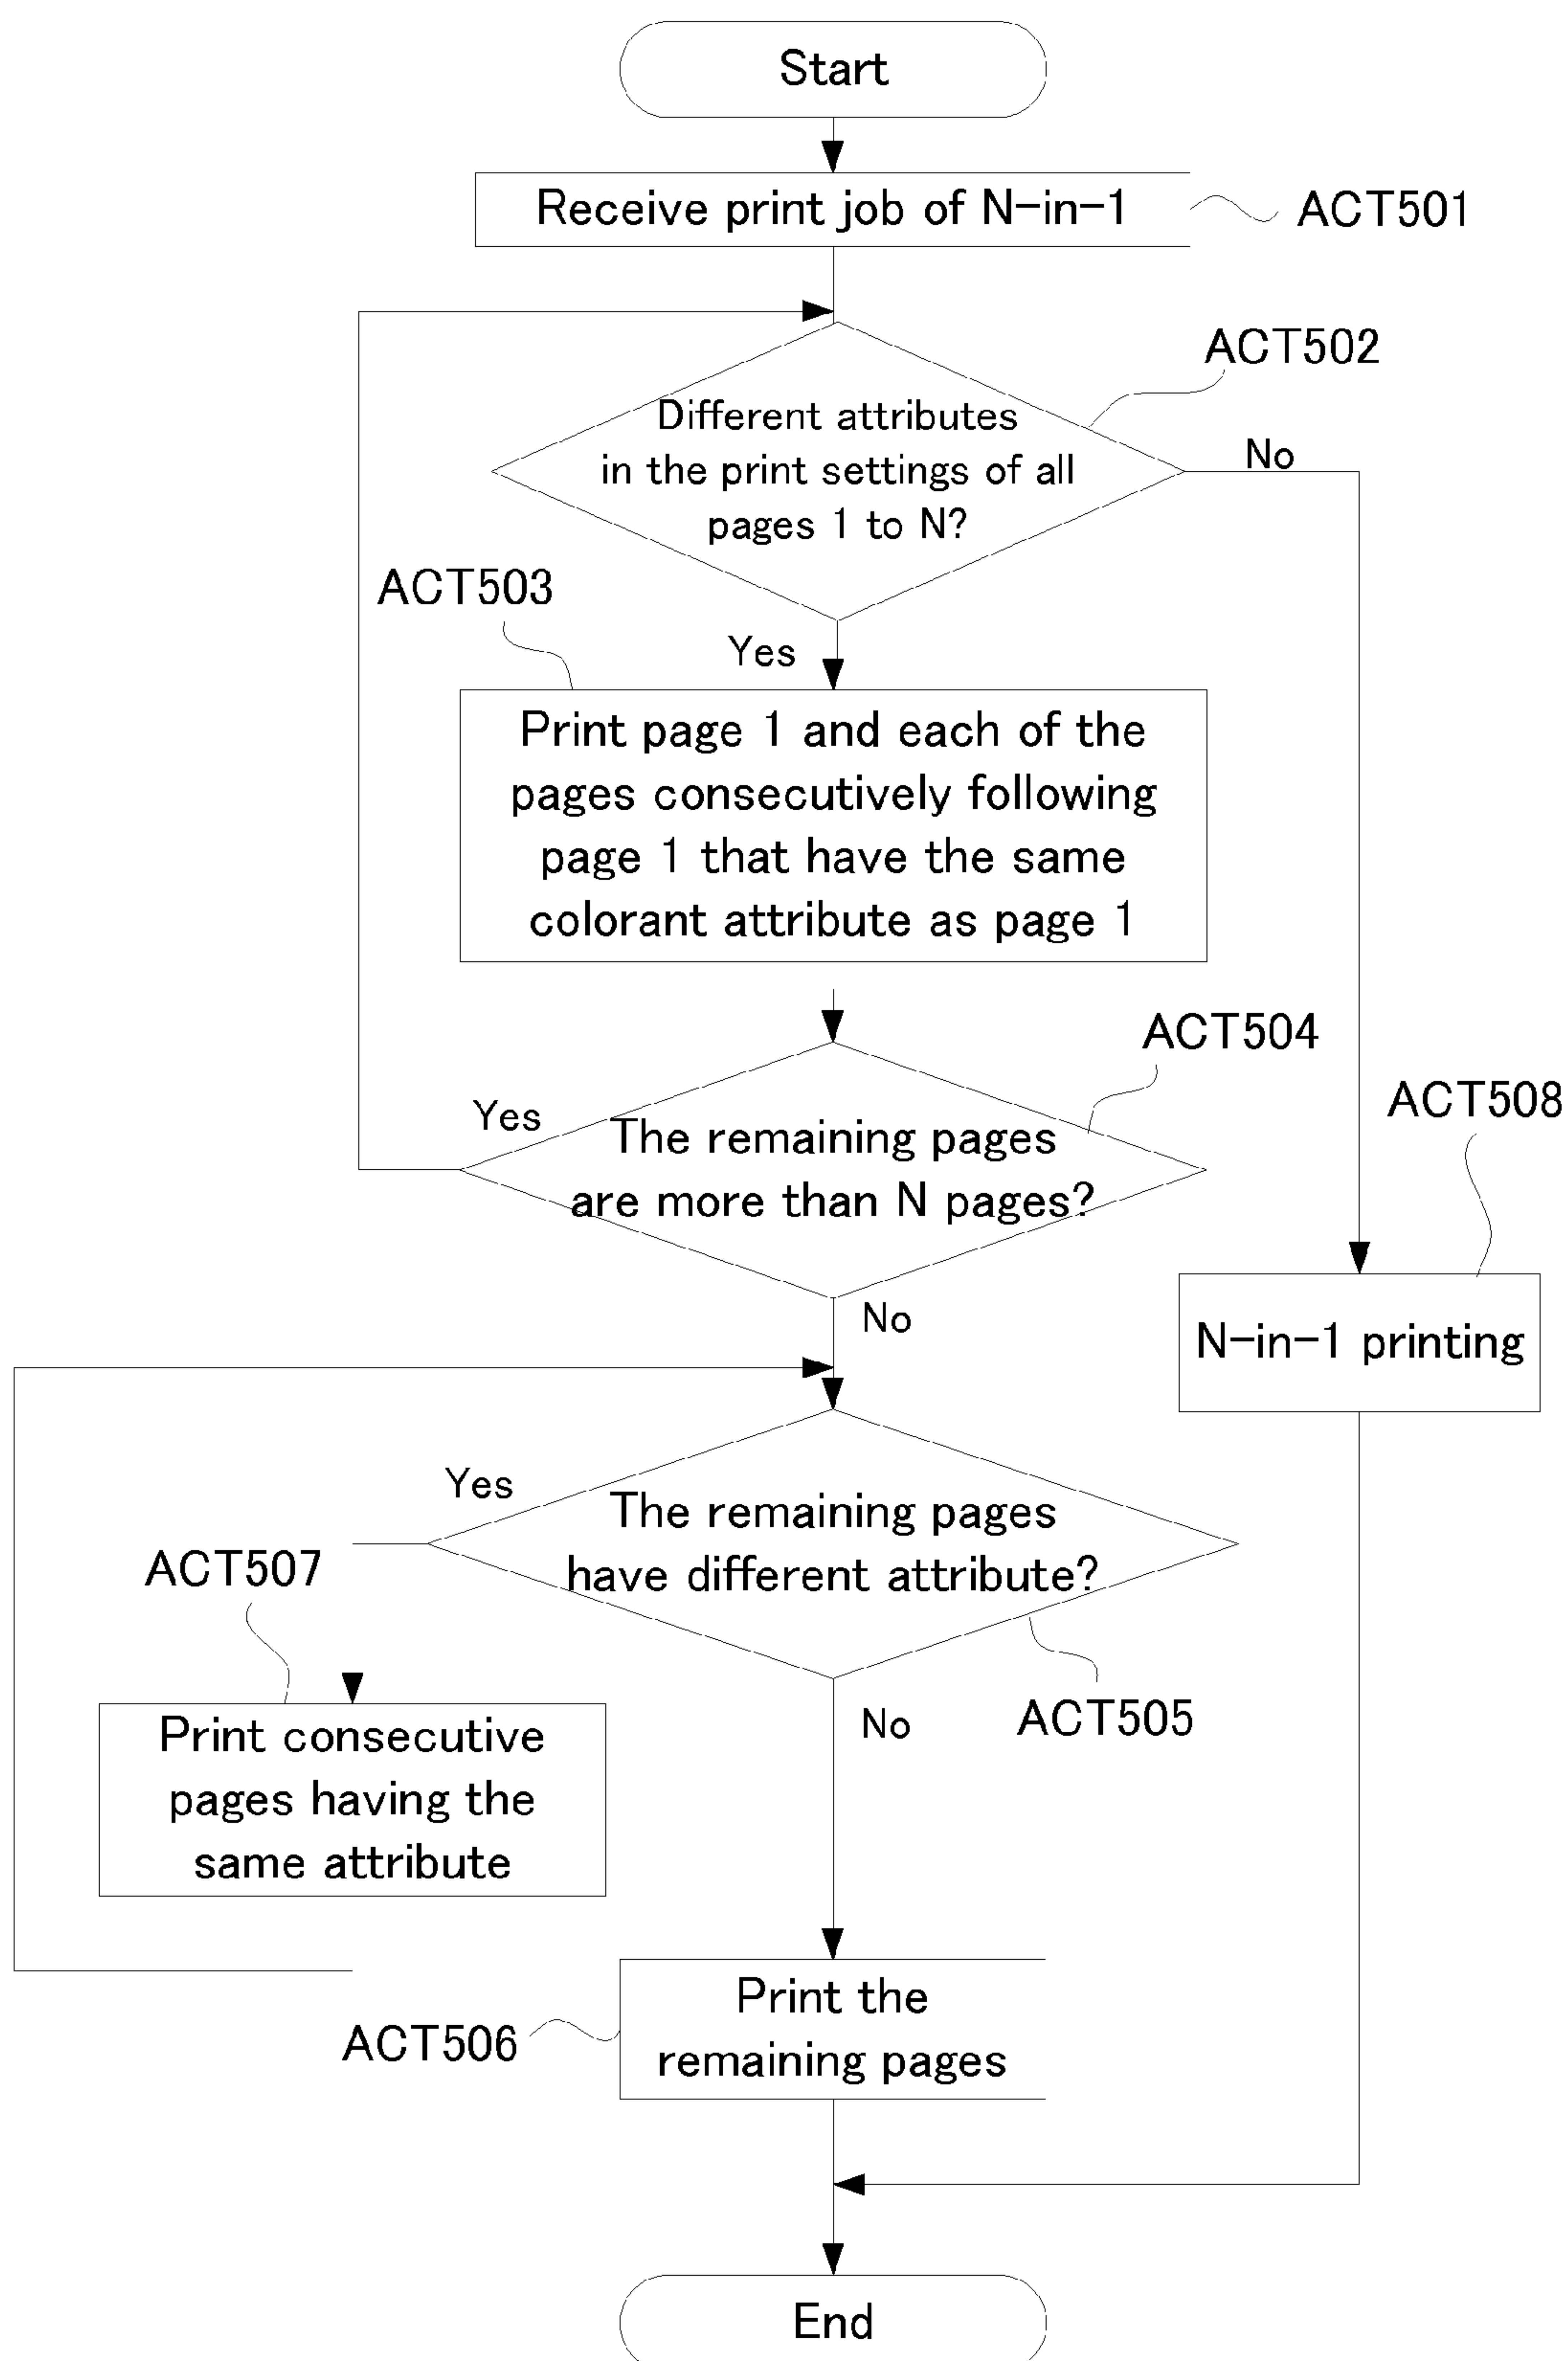 Start
Receive print job of N-in-1
ACT501
ACT502
Different attributes
in the print settings of all
pages 1 to N?
No
ACT503
Yes
Print page 1 and each of the
pages consecutively following
page 1 that have the same
colorant attribute as page 1
ACT504
ACT508
Yes
The remaining pages
are more than N pages?
No
N-in-1 printing
Yes
The remaining pages
have different attribute?
ACT507
ACT505
No
Print consecutive
pages having the
same attribute
Print the
remaining pages
ACT506
End